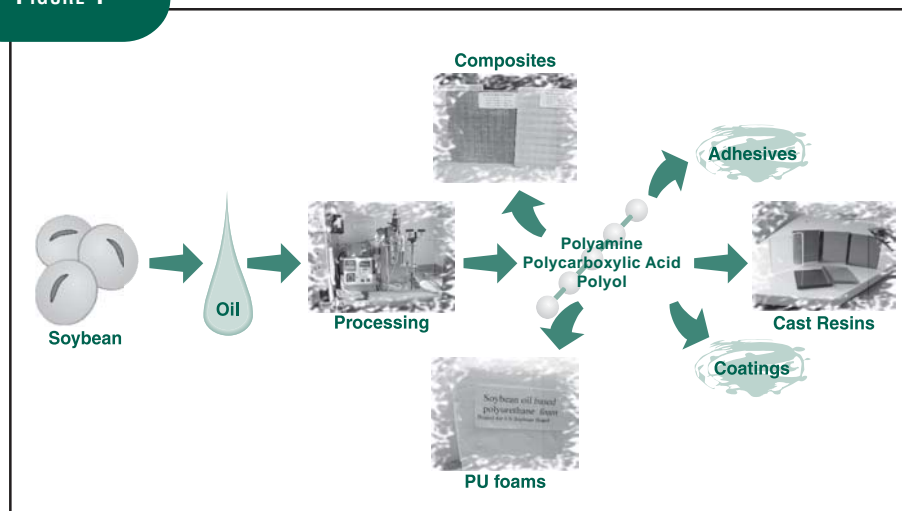 FIGURE 1
Composites
Adhesives
Polyamine
Polycarboxylic Acid
Polyol
Oil
Processing
Soybean
Cast Resins
Coatings
Soybean oil based
polyurethane foam
PU foams